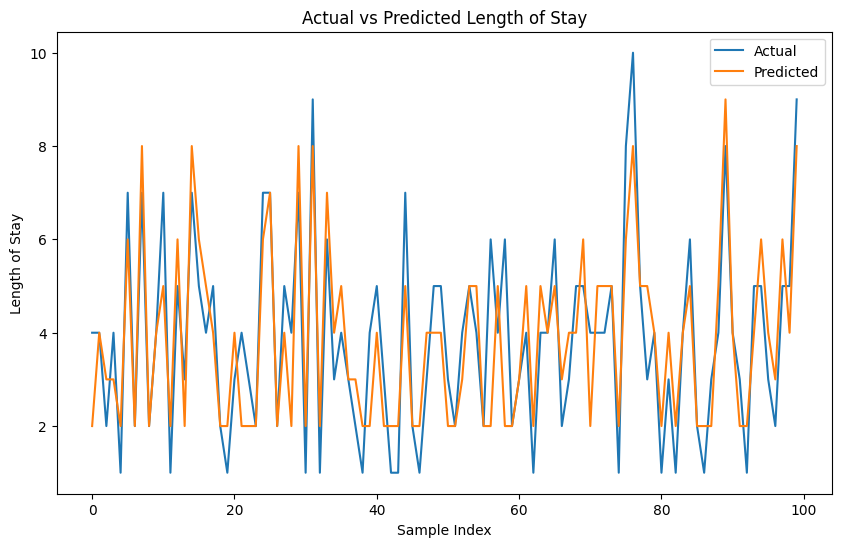 Actual vs Predicted Length of Stay
Actual
Predicted
10
8
6
4
2
Length of Stay
0
20
40
60
80
100
Sample Index